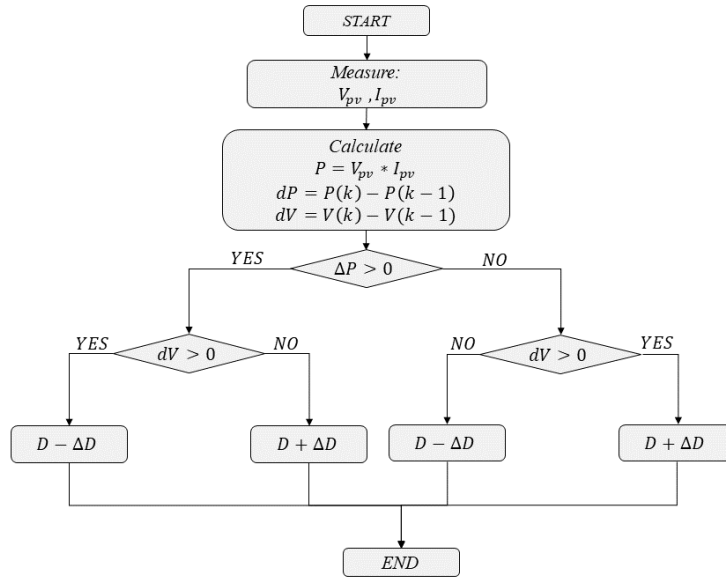 START
Measure:
V_pv , I_pv
Calculate
P = V_pv * I_pv
dP = P(k) − P(k − 1)
dV = V(k) − V(k − 1)
YES
ΔP > 0
NO
YES
dV > 0
NO
NO
dV > 0
YES
D − ΔD
D + ΔD
D − ΔD
D + ΔD
END